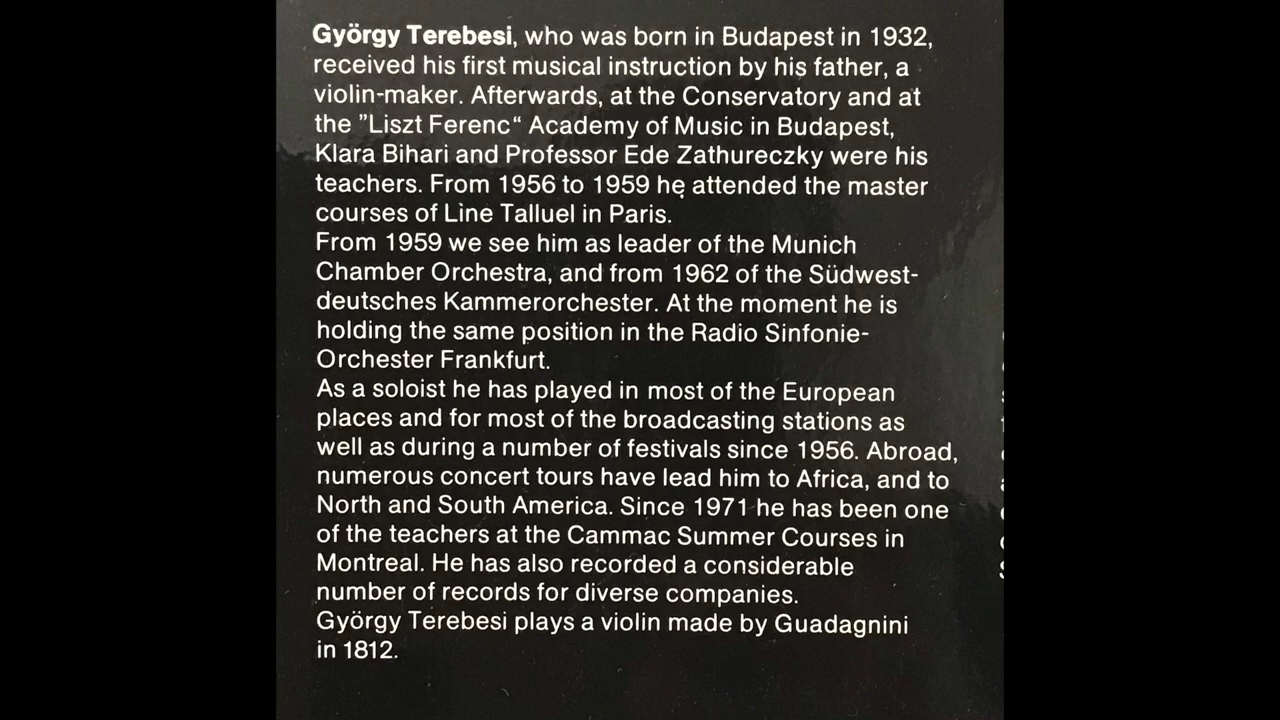 György Terebesi, who was born in Budapest in 1932,
received his first musical instruction by his father, a
violin-maker. Afterwards, at the Conservatory and at
the ”Liszt Ferenc“ Academy of Music in Budapest,
Klara Bihari and Professor Ede Zathureczky were his
teachers. From 1956 to 1959 he attended the master
courses of Line Talluel in Paris.
From 1959 we see him as leader of the Munich
Chamber Orchestra, and from 1962 of the Südwest-
deutsches Kammerorchester. At the moment he is
holding the same position in the Radio Sinfonie-
Orchester Frankfurt.
As a soloist he has played in most of the European
places and for most of the broadcasting stations as
well as during a number of festivals since 1956. Abroad,
numerous concert tours have lead him to Africa, and to
North and South America. Since 1971 he has been one
of the teachers at the Cammac Summer Courses in
Montreal. He has also recorded a considerable
number of records for diverse companies.
György Terebesi plays a violin made by Guadagnini
in 1812.